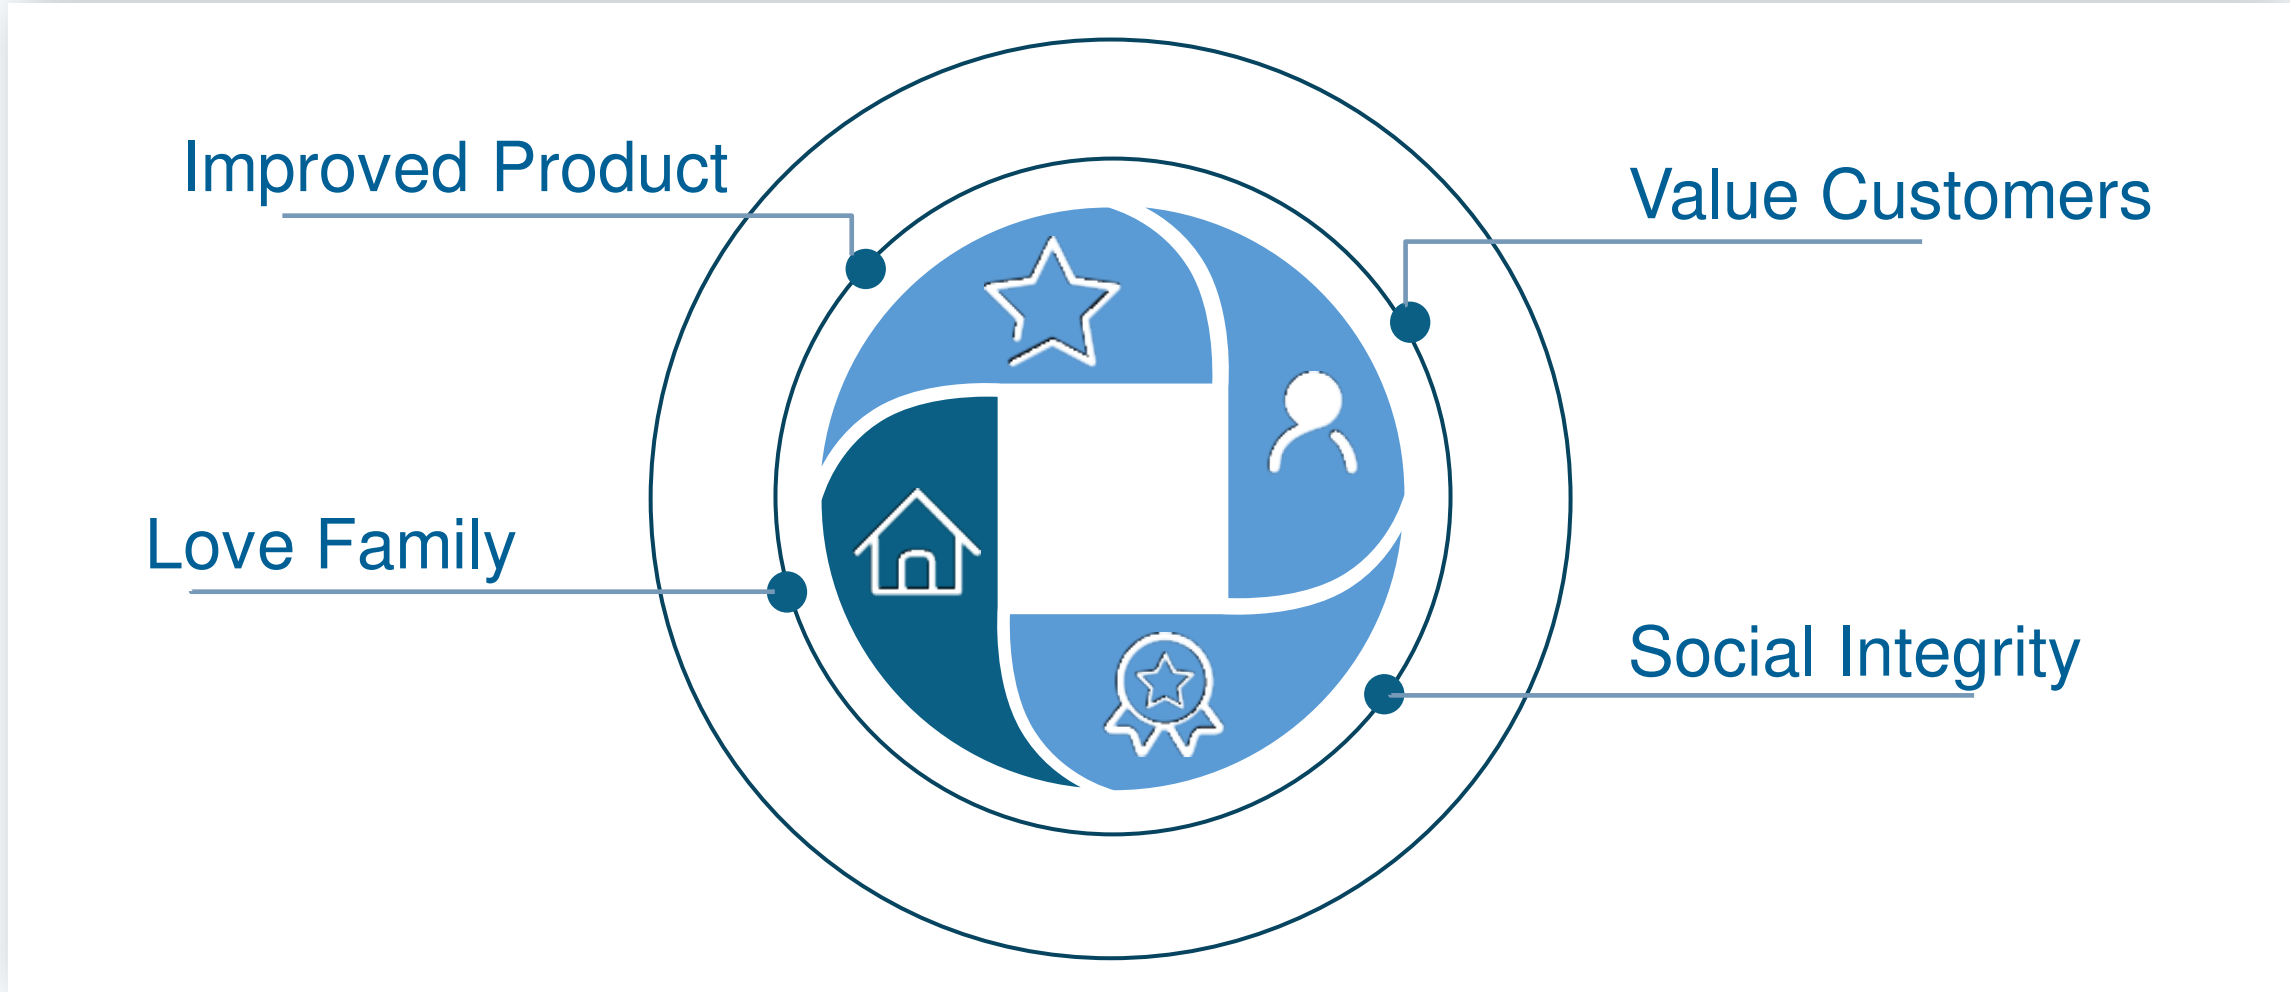 Improved Product
Value Customers
Love Family
Social Integrity